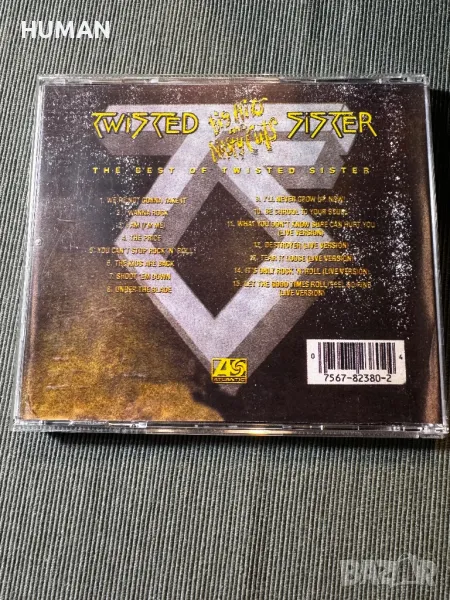 HUMAN
TWISTED BIG HITS SISTER
AND NASTY CUTS
THE BEST OF TWISTED SISTER
WE'RE NOT GONNA TAKE IT
2. I WANNA ROCK
I AM (I'M ME)
4. THE PRICE
5. YOU CAN'T STOP ROCK 'N' ROLL
6. THE KIDS ARE BACK
7. SHOOT 'EM DOWN
8. UNDER THE BLADE
9. I'LL NEVER GROW UP, NOW!
10. BE CHROOL TO YOUR SCUEL
11. WHAT YOU DON'T KNOW SURE CAN HURT YOU
(LIVE VERSION)
12. DESTROYER (LIVE VERSION)
13. TEAR IT LOOSE (LIVE VERSION)
14. IT'S ONLY ROCK 'N' ROLL (LIVE VERSION)
15. LET THE GOOD TIMES ROLL/FEEL SO FINE
(LIVE VERSION)
ATLANTIC
0 4
7567-82380-2
BAZAR